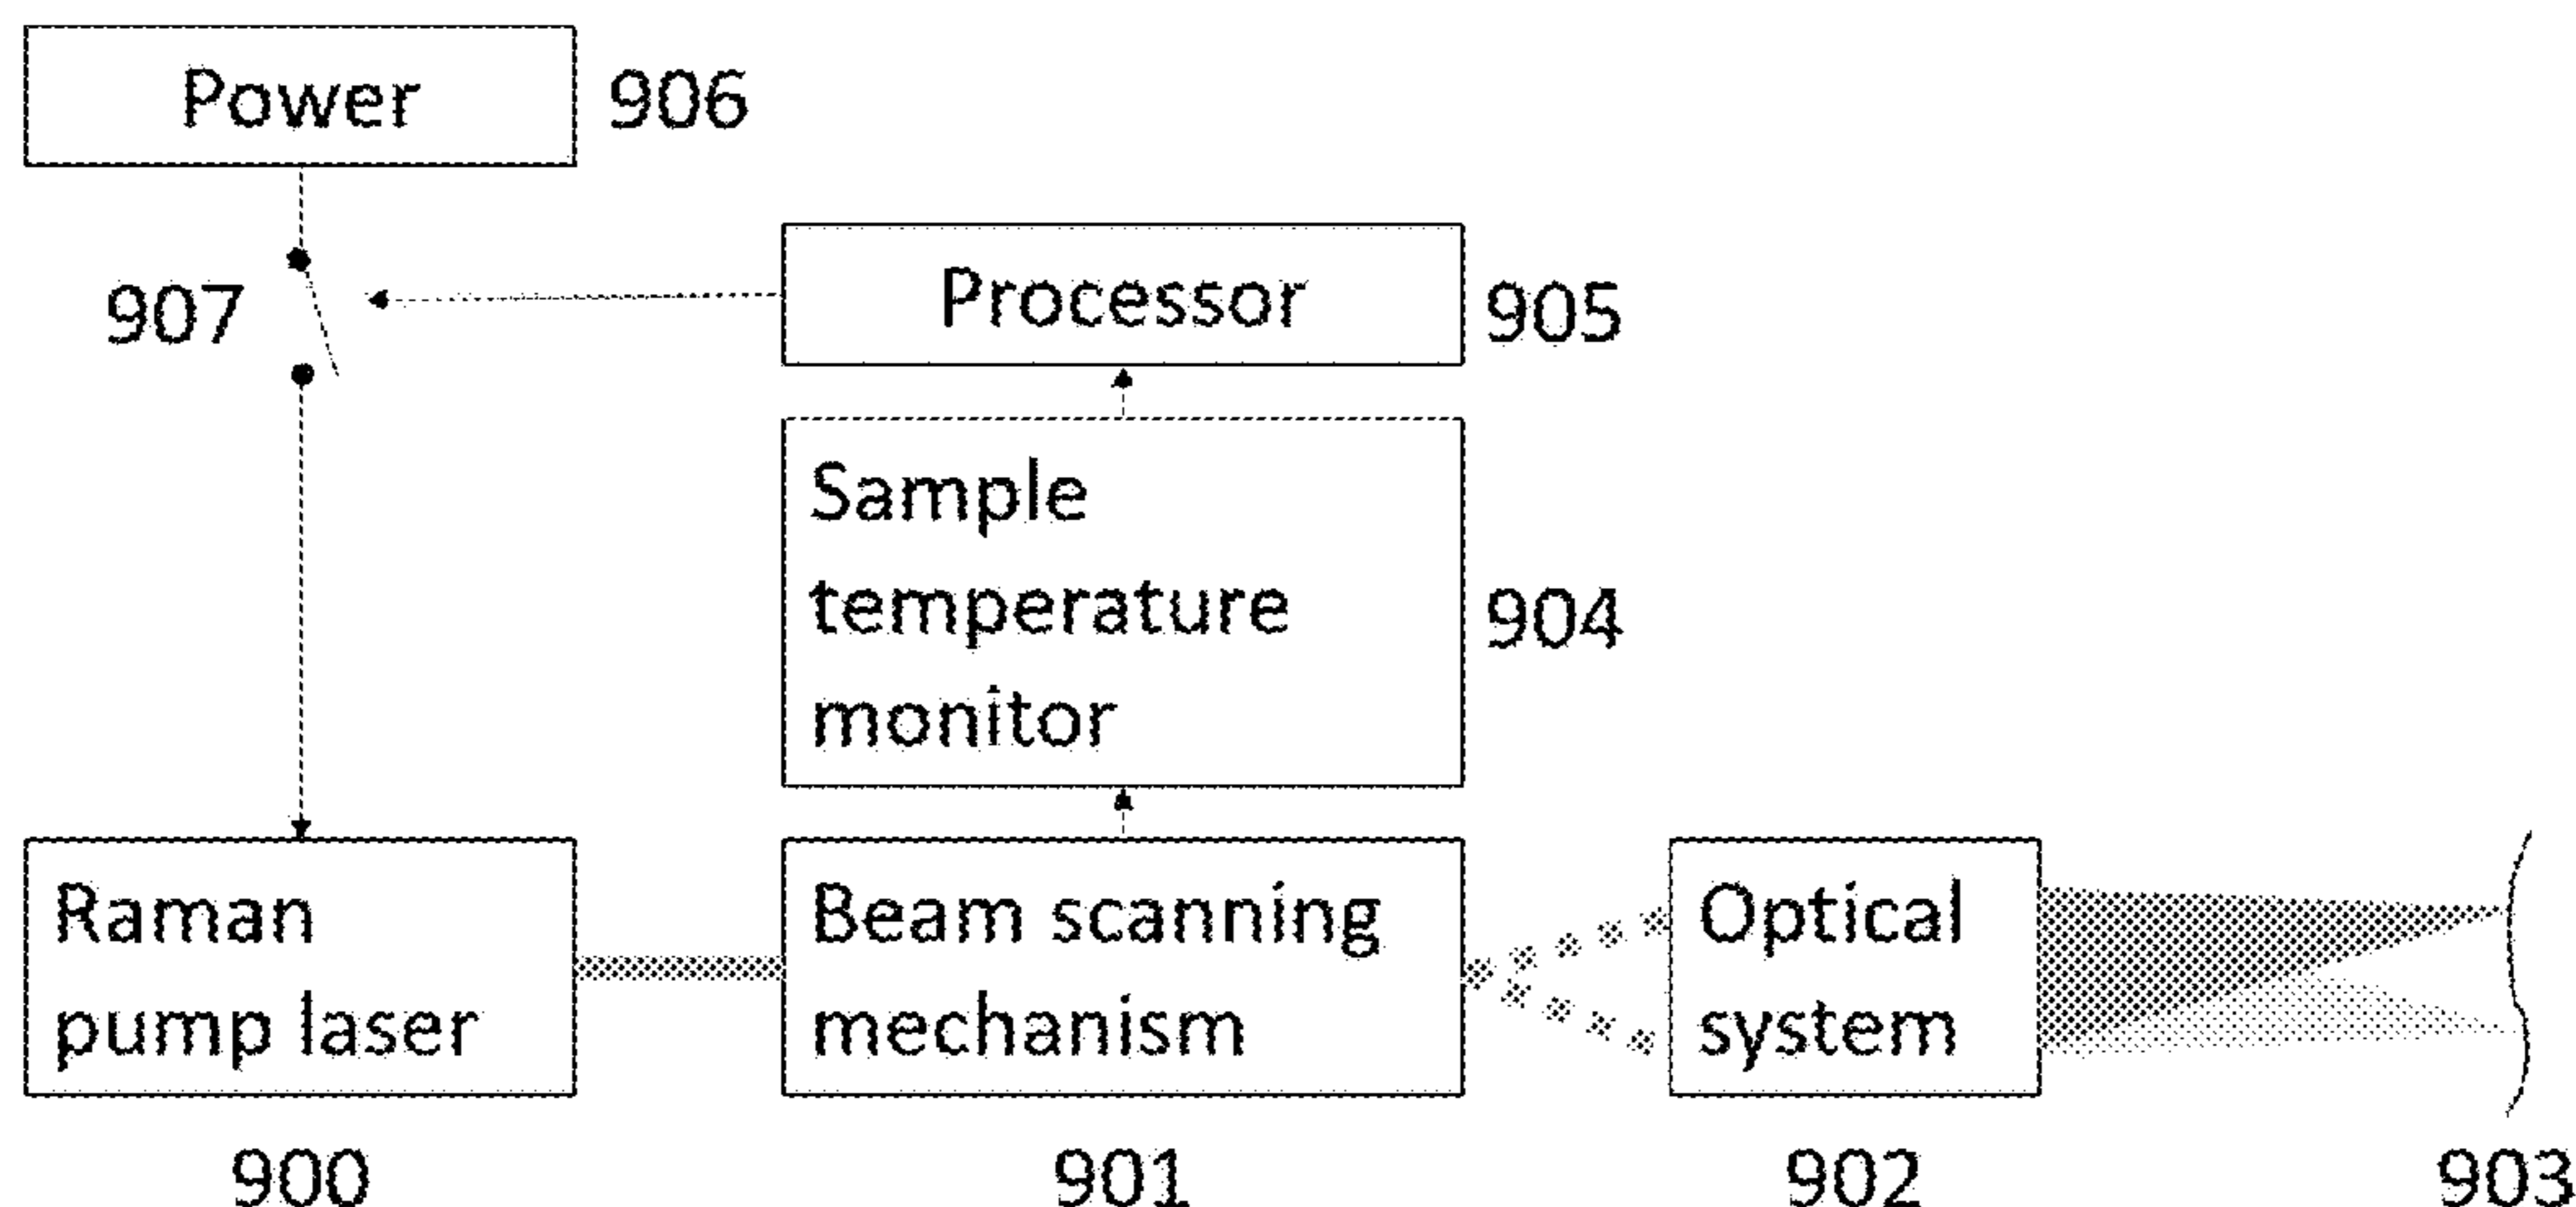 Power 906
907
Processor 905
Sample
temperature 904
monitor
Raman
pump laser
Beam scanning
mechanism
Optical
system
900 901 902 903